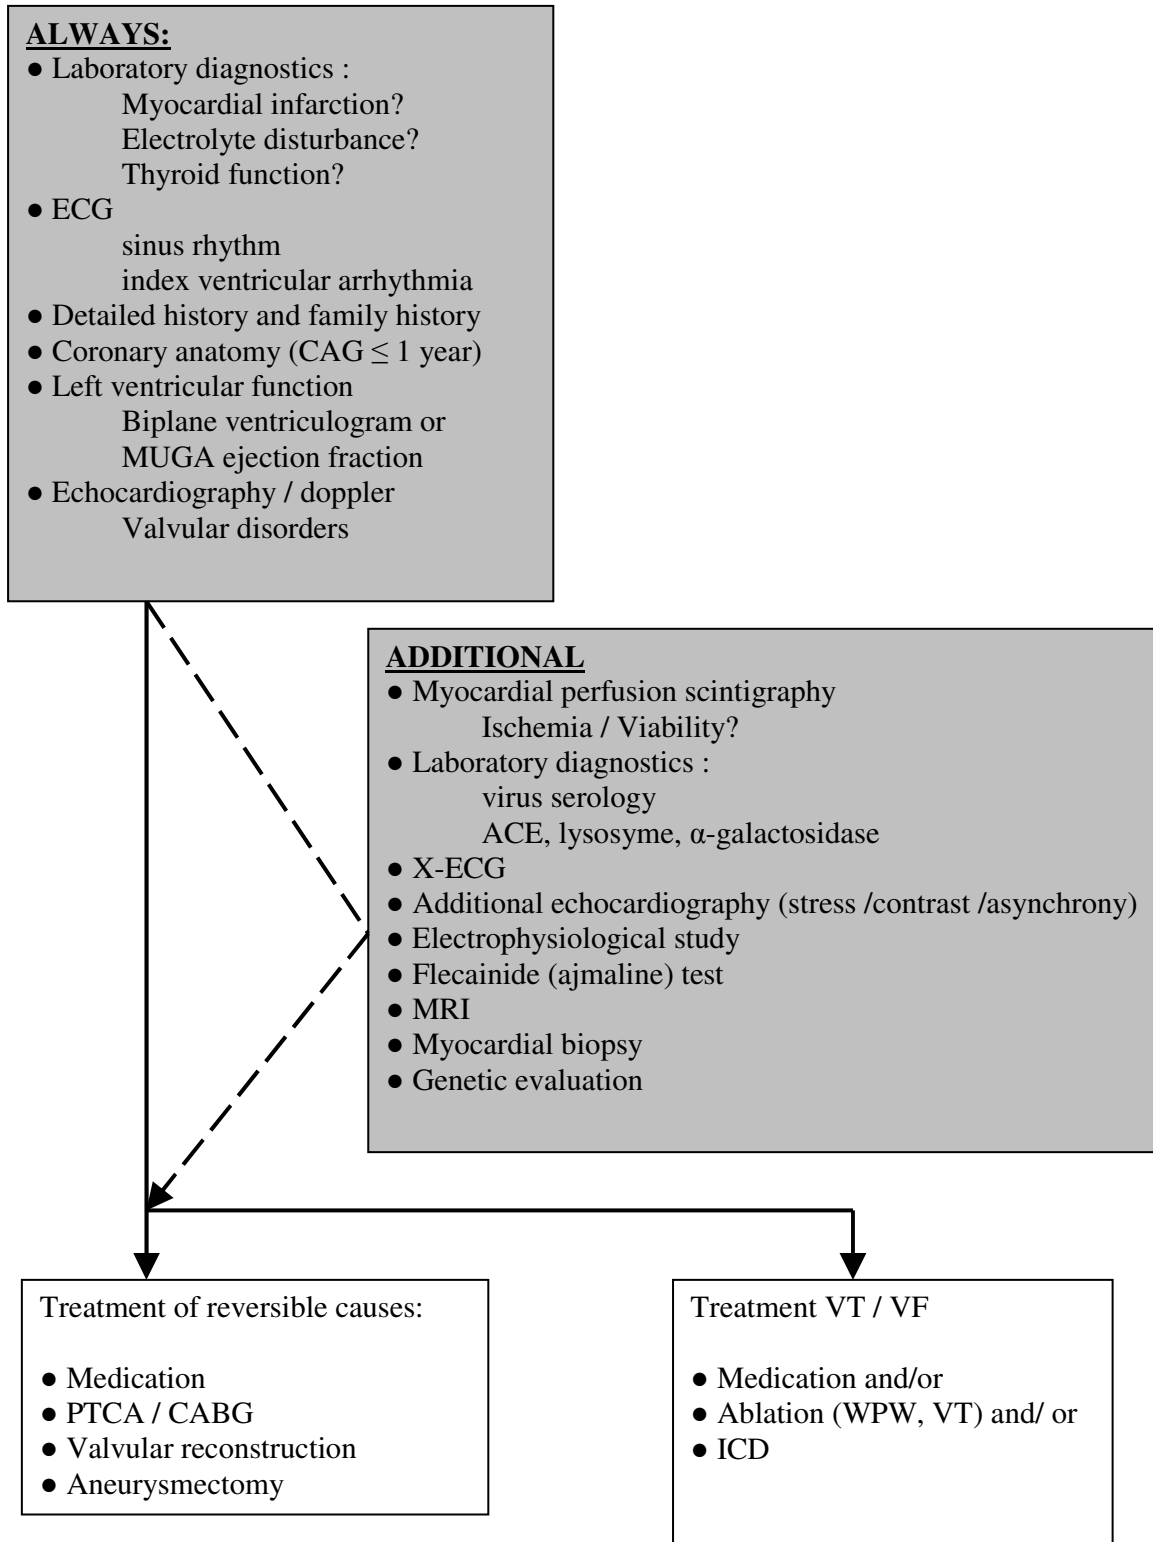 ALWAYS:
● Laboratory diagnostics :
Myocardial infarction?
Electrolyte disturbance?
Thyroid function?
● ECG
sinus rhythm
index ventricular arrhythmia
● Detailed history and family history
● Coronary anatomy (CAG ≤ 1 year)
● Left ventricular function
Biplane ventriculogram or
MUGA ejection fraction
● Echocardiography / doppler
Valvular disorders
ADDITIONAL
● Myocardial perfusion scintigraphy
Ischemia / Viability?
● Laboratory diagnostics :
virus serology
ACE, lysosyme, α-galactosidase
● X-ECG
● Additional echocardiography (stress /contrast /asynchrony)
● Electrophysiological study
● Flecainide (ajmaline) test
● MRI
● Myocardial biopsy
● Genetic evaluation
Treatment of reversible causes:
● Medication
● PTCA / CABG
● Valvular reconstruction
● Aneurysmectomy
Treatment VT / VF
● Medication and/or
● Ablation (WPW, VT) and/ or
● ICD